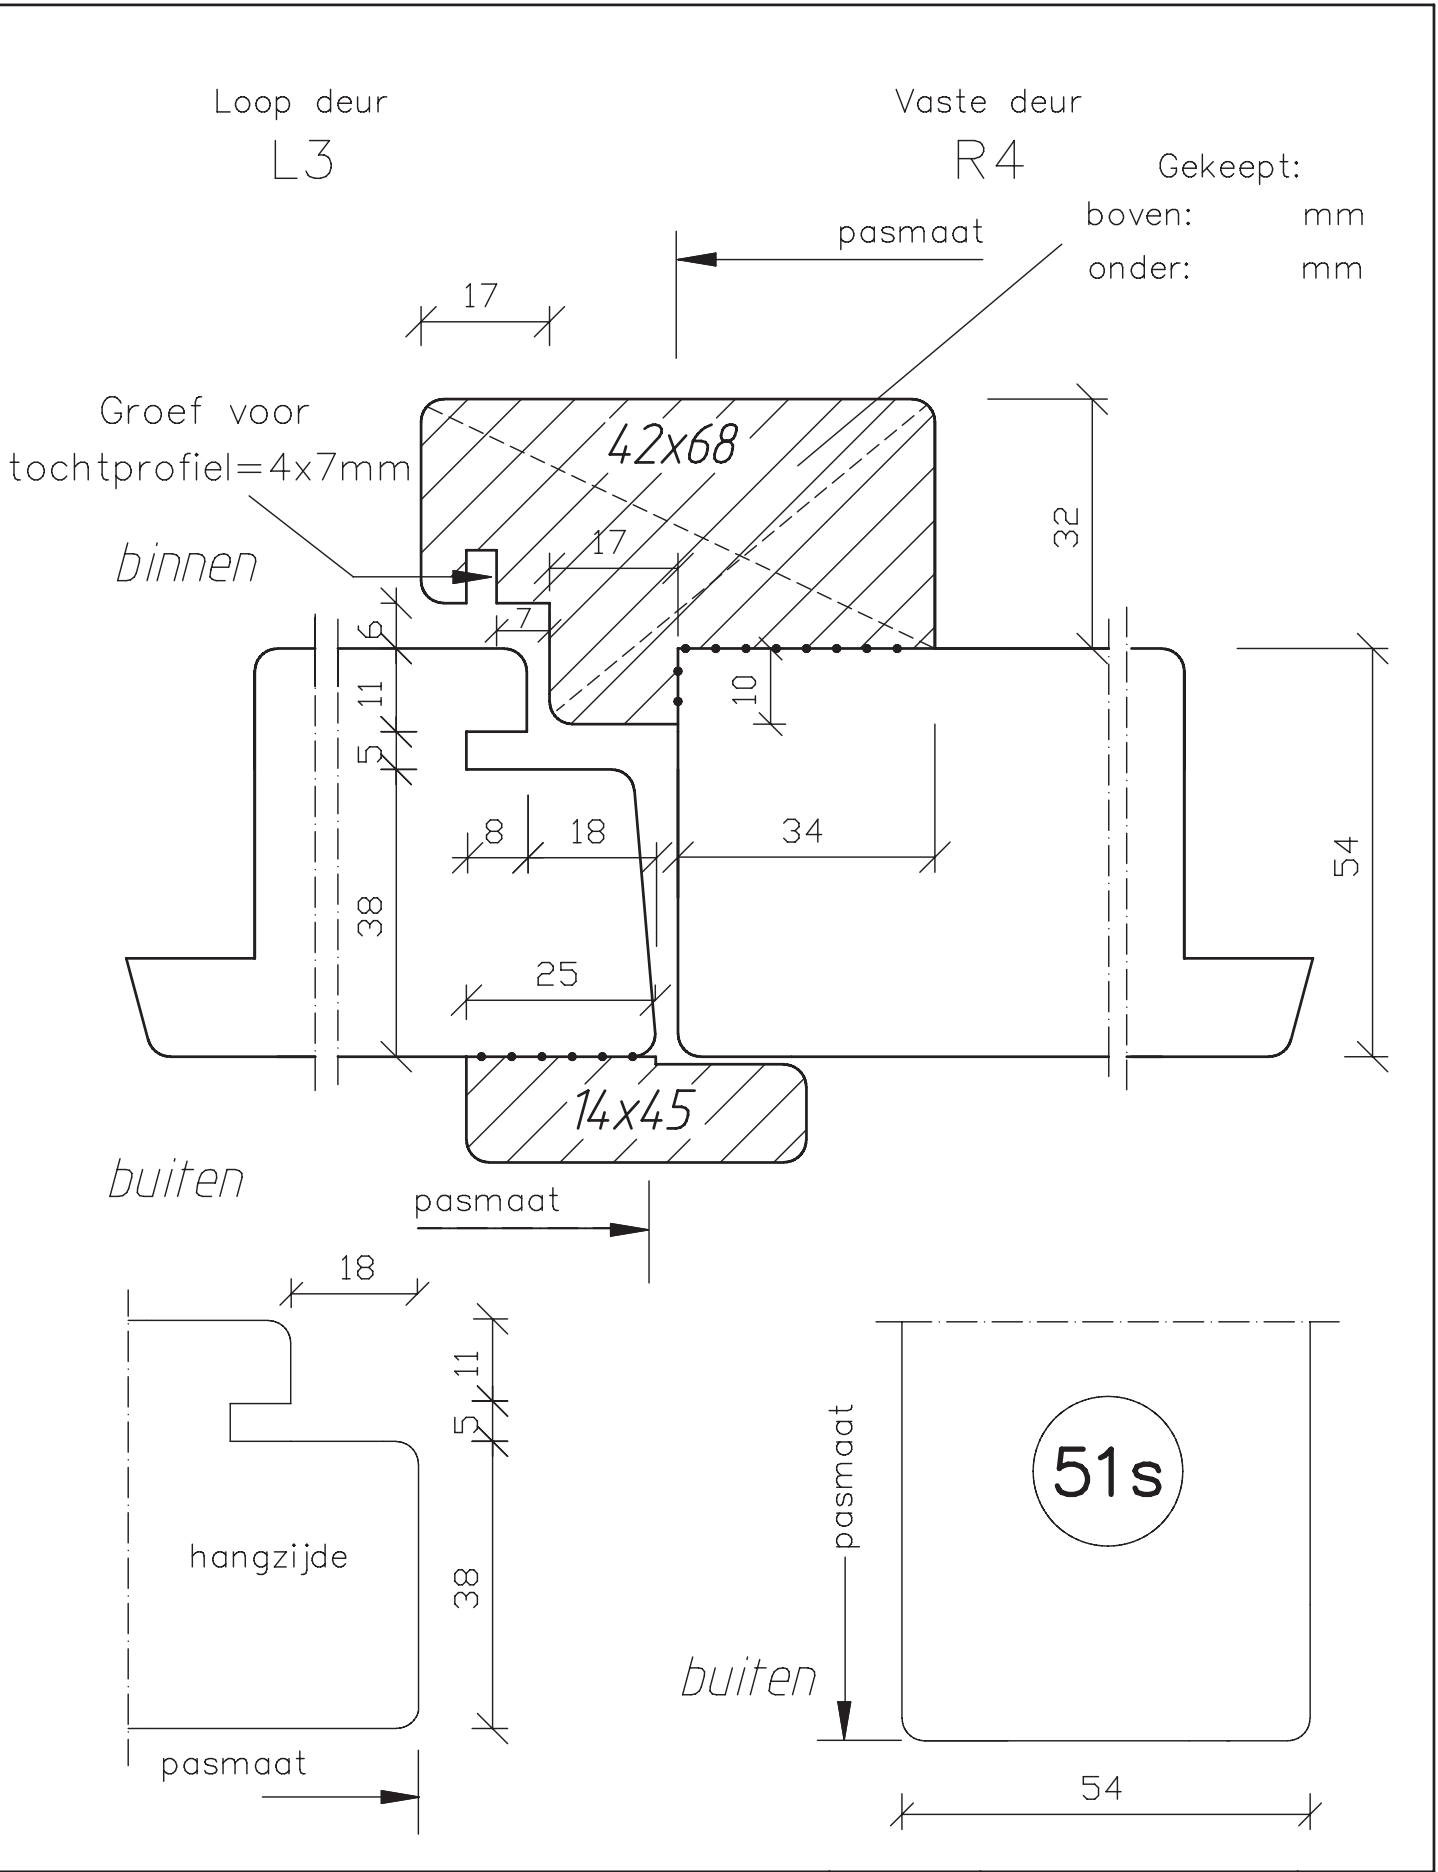 Loop deur
L3
Vaste deur
R4
Gekeept:
boven: mm
onder: mm
pasmaat
17
Groef voor
tochtprofiel=4x7mm
42x68
32
binnen
17
7
6
11
10
5
8
18
34
54
38
25
14x45
buiten
pasmaat
18
11
5
38
hangzijde
pasmaat
pasmaat
51s
buiten
54